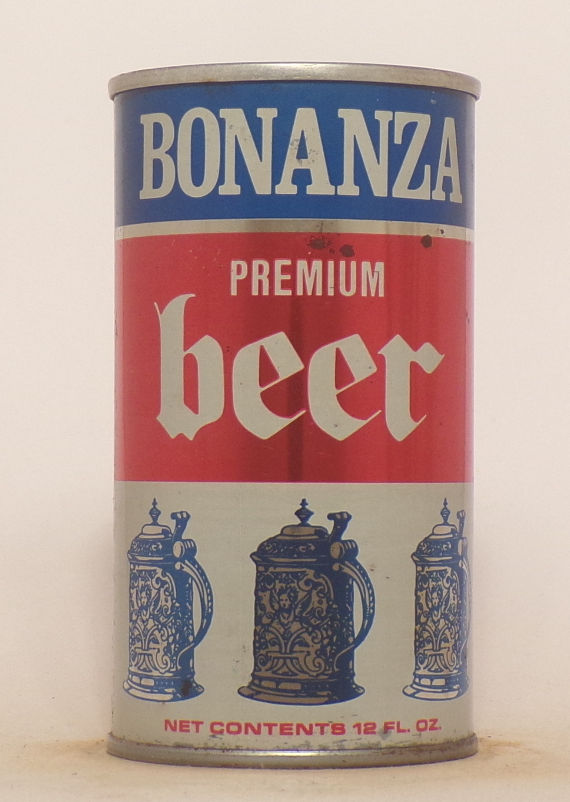 BONANZA
PREMIUM
beer
NET CONTENTS 12 FL. OZ.